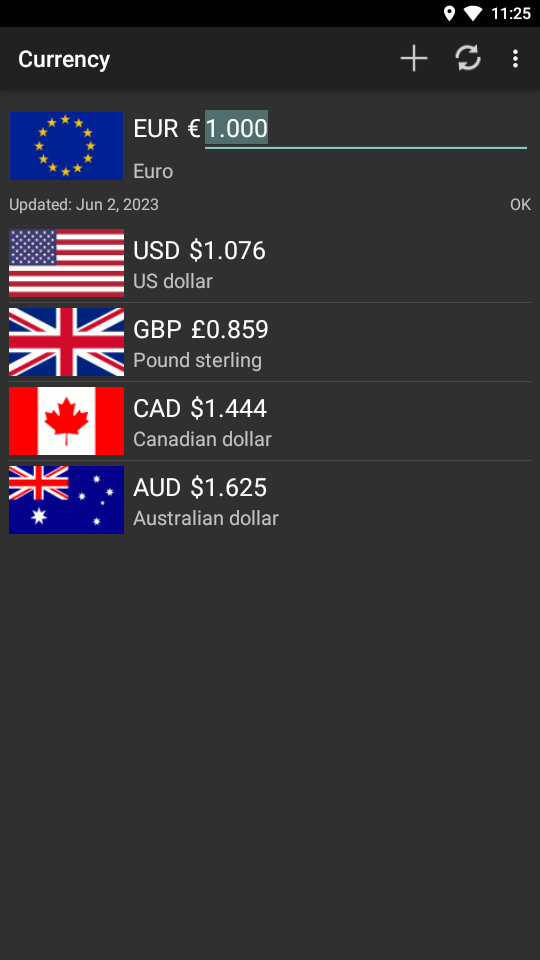 11:25
Currency
EUR € 1.000
Euro
Updated: Jun 2, 2023 OK
USD $1.076
US dollar
GBP £0.859
Pound sterling
CAD $1.444
Canadian dollar
AUD $1.625
Australian dollar